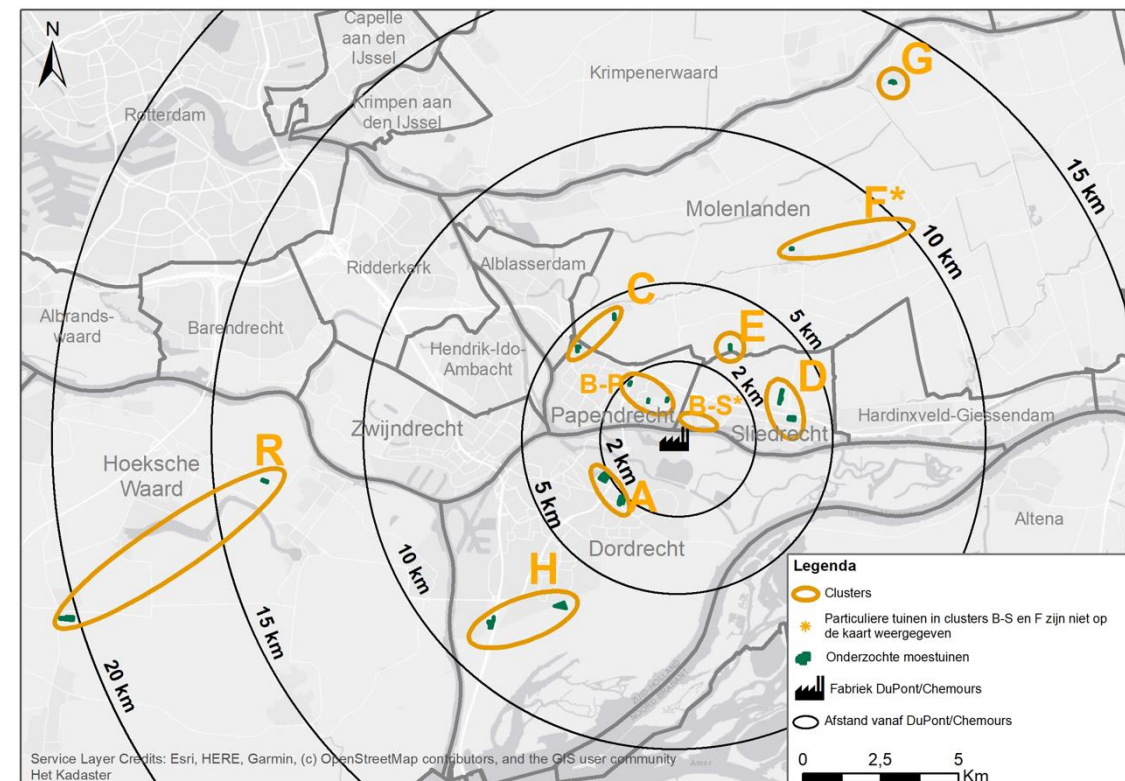 N
Capelle
aan den
IJssel
Krimpenerwaard
G
Krimpen aan
den IJssel
Rotterdam
15 km
Molenlanden
F*
10 km
Ridderkerk
Alblasserdam
C
Albrands-
waard
Barendrecht
5 km
E
Hendrik-Ido-
Ambacht
2 km
D
B-P
B-S*
Papendrecht
Hardinxveld-Giessendam
Zwijndrecht
Sliedrecht
R
Hoeksche
Waard
2 km
A
5 km
Altena
Dordrecht
H
10 km
15 km
20 km
Legenda
Clusters
Particuliere tuinen in clusters B-S en F zijn niet op
de kaart weergegeven
Onderzochte moestuinen
Fabriek DuPont/Chemours
Afstand vanaf DuPont/Chemours
0 2,5 5
Km
Service Layer Credits: Esri, HERE, Garmin, (c) OpenStreetMap contributors, and the GIS user community
Het Kadaster